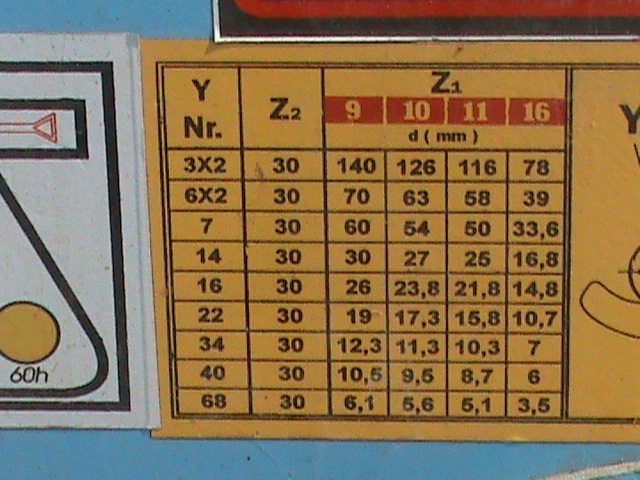 Y Nr. Z2 Z1
9 10 11 16
d ( mm )
3X2 30 140 126 116 78
6X2 30 70 63 58 39
7 30 60 54 50 33,6
14 30 30 27 25 16,8
16 30 26 23,8 21,8 14,8
22 30 19 17,3 15,8 10,7
34 30 12,3 11,3 10,3 7
40 30 10,5 9,5 8,7 6
68 30 6,1 5,6 5,1 3,5
60h
Y